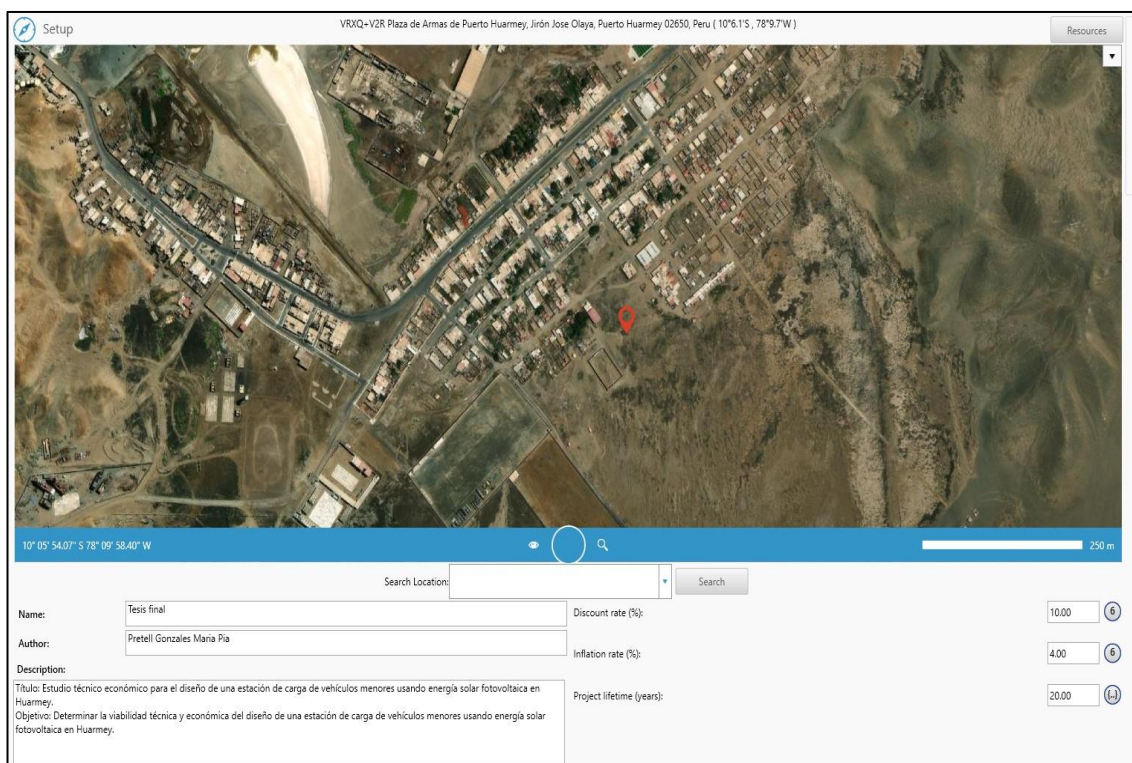 Setup
VRXQ+V2R Plaza de Armas de Puerto Huarmey, Jirón Jose Olaya, Puerto Huarmey 02650, Peru ( 10°6.1'S , 78°9.7'W )
Resources
10° 05' 54.07" S 78° 09' 58.40" W
250 m
Search Location:
Search
Name:
Tesis final
Author:
Pretell Gonzales Maria Pia
Description:
Título: Estudio técnico económico para el diseño de una estación de carga de vehículos menores usando energía solar fotovoltaica en
Huarmey.
Objetivo: Determinar la viabilidad técnica y económica del diseño de una estación de carga de vehículos menores usando energía solar
fotovoltaica en Huarmey.
Discount rate (%):
10.00
6
Inflation rate (%):
4.00
6
Project lifetime (years):
20.00
{..}